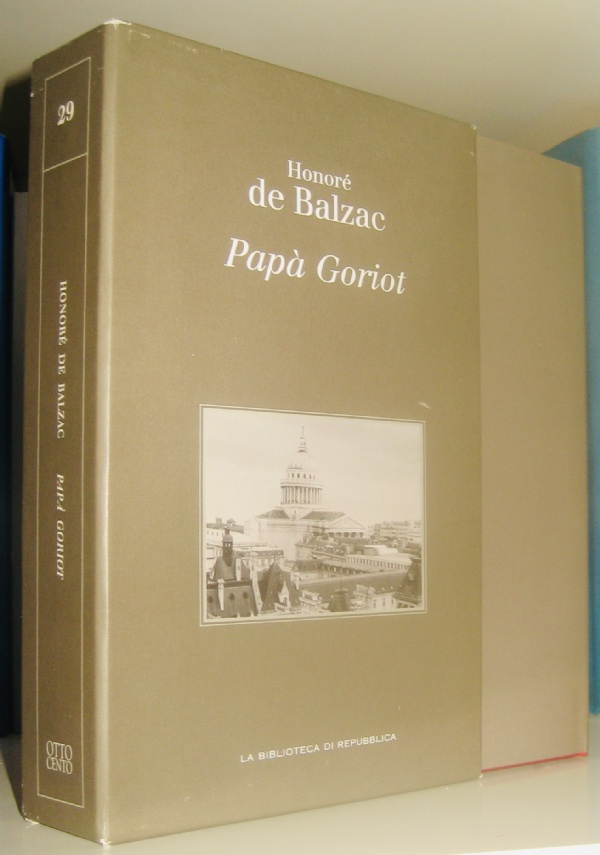 29
HONORÉ DE BALZAC PAPÀ GORIOT
OTTO
CENTO
Honoré
de Balzac
Papà Goriot
LA BIBLIOTECA DI REPUBBLICA